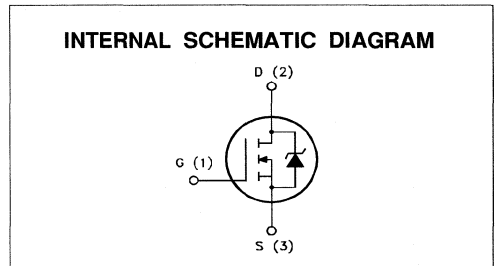 INTERNAL SCHEMATIC DIAGRAM
D (2)
G (1)
S (3)